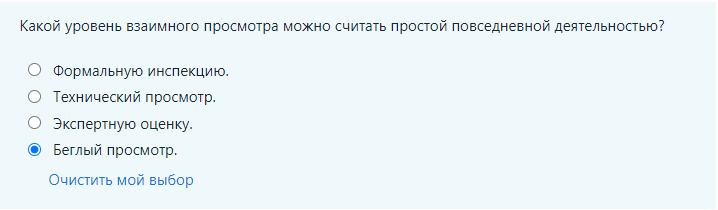 Какой уровень взаимного просмотра можно считать простой повседневной деятельностью?
Формальную инспекцию.
Технический просмотр.
Экспертную оценку.
Беглый просмотр.
Очистить мой выбор